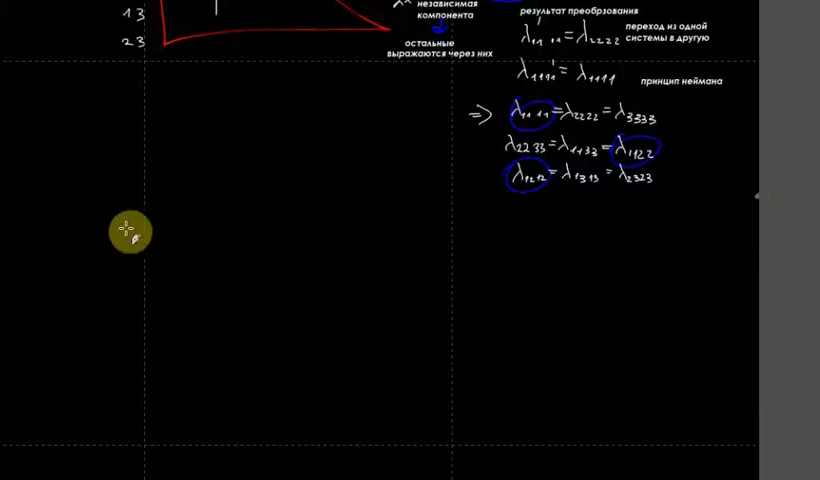 13
23
независимая
компонента
остальные
выражаются через них
результат преобрзования
λ'₁₁₁₁ = λ₂₂₂₂
переход из одной
системы в другую
λ₁₁₁₁' = λ₁₁₁₁
принцип неймана
=> λ₁₁₁₁ = λ₂₂₂₂ = λ₃₃₃₃
λ₂₂₃₃ = λ₁₁₃₃ = λ₁₁₂₂
λ₁₂₁₂ = λ₁₃₁₃ = λ₂₃₂₃